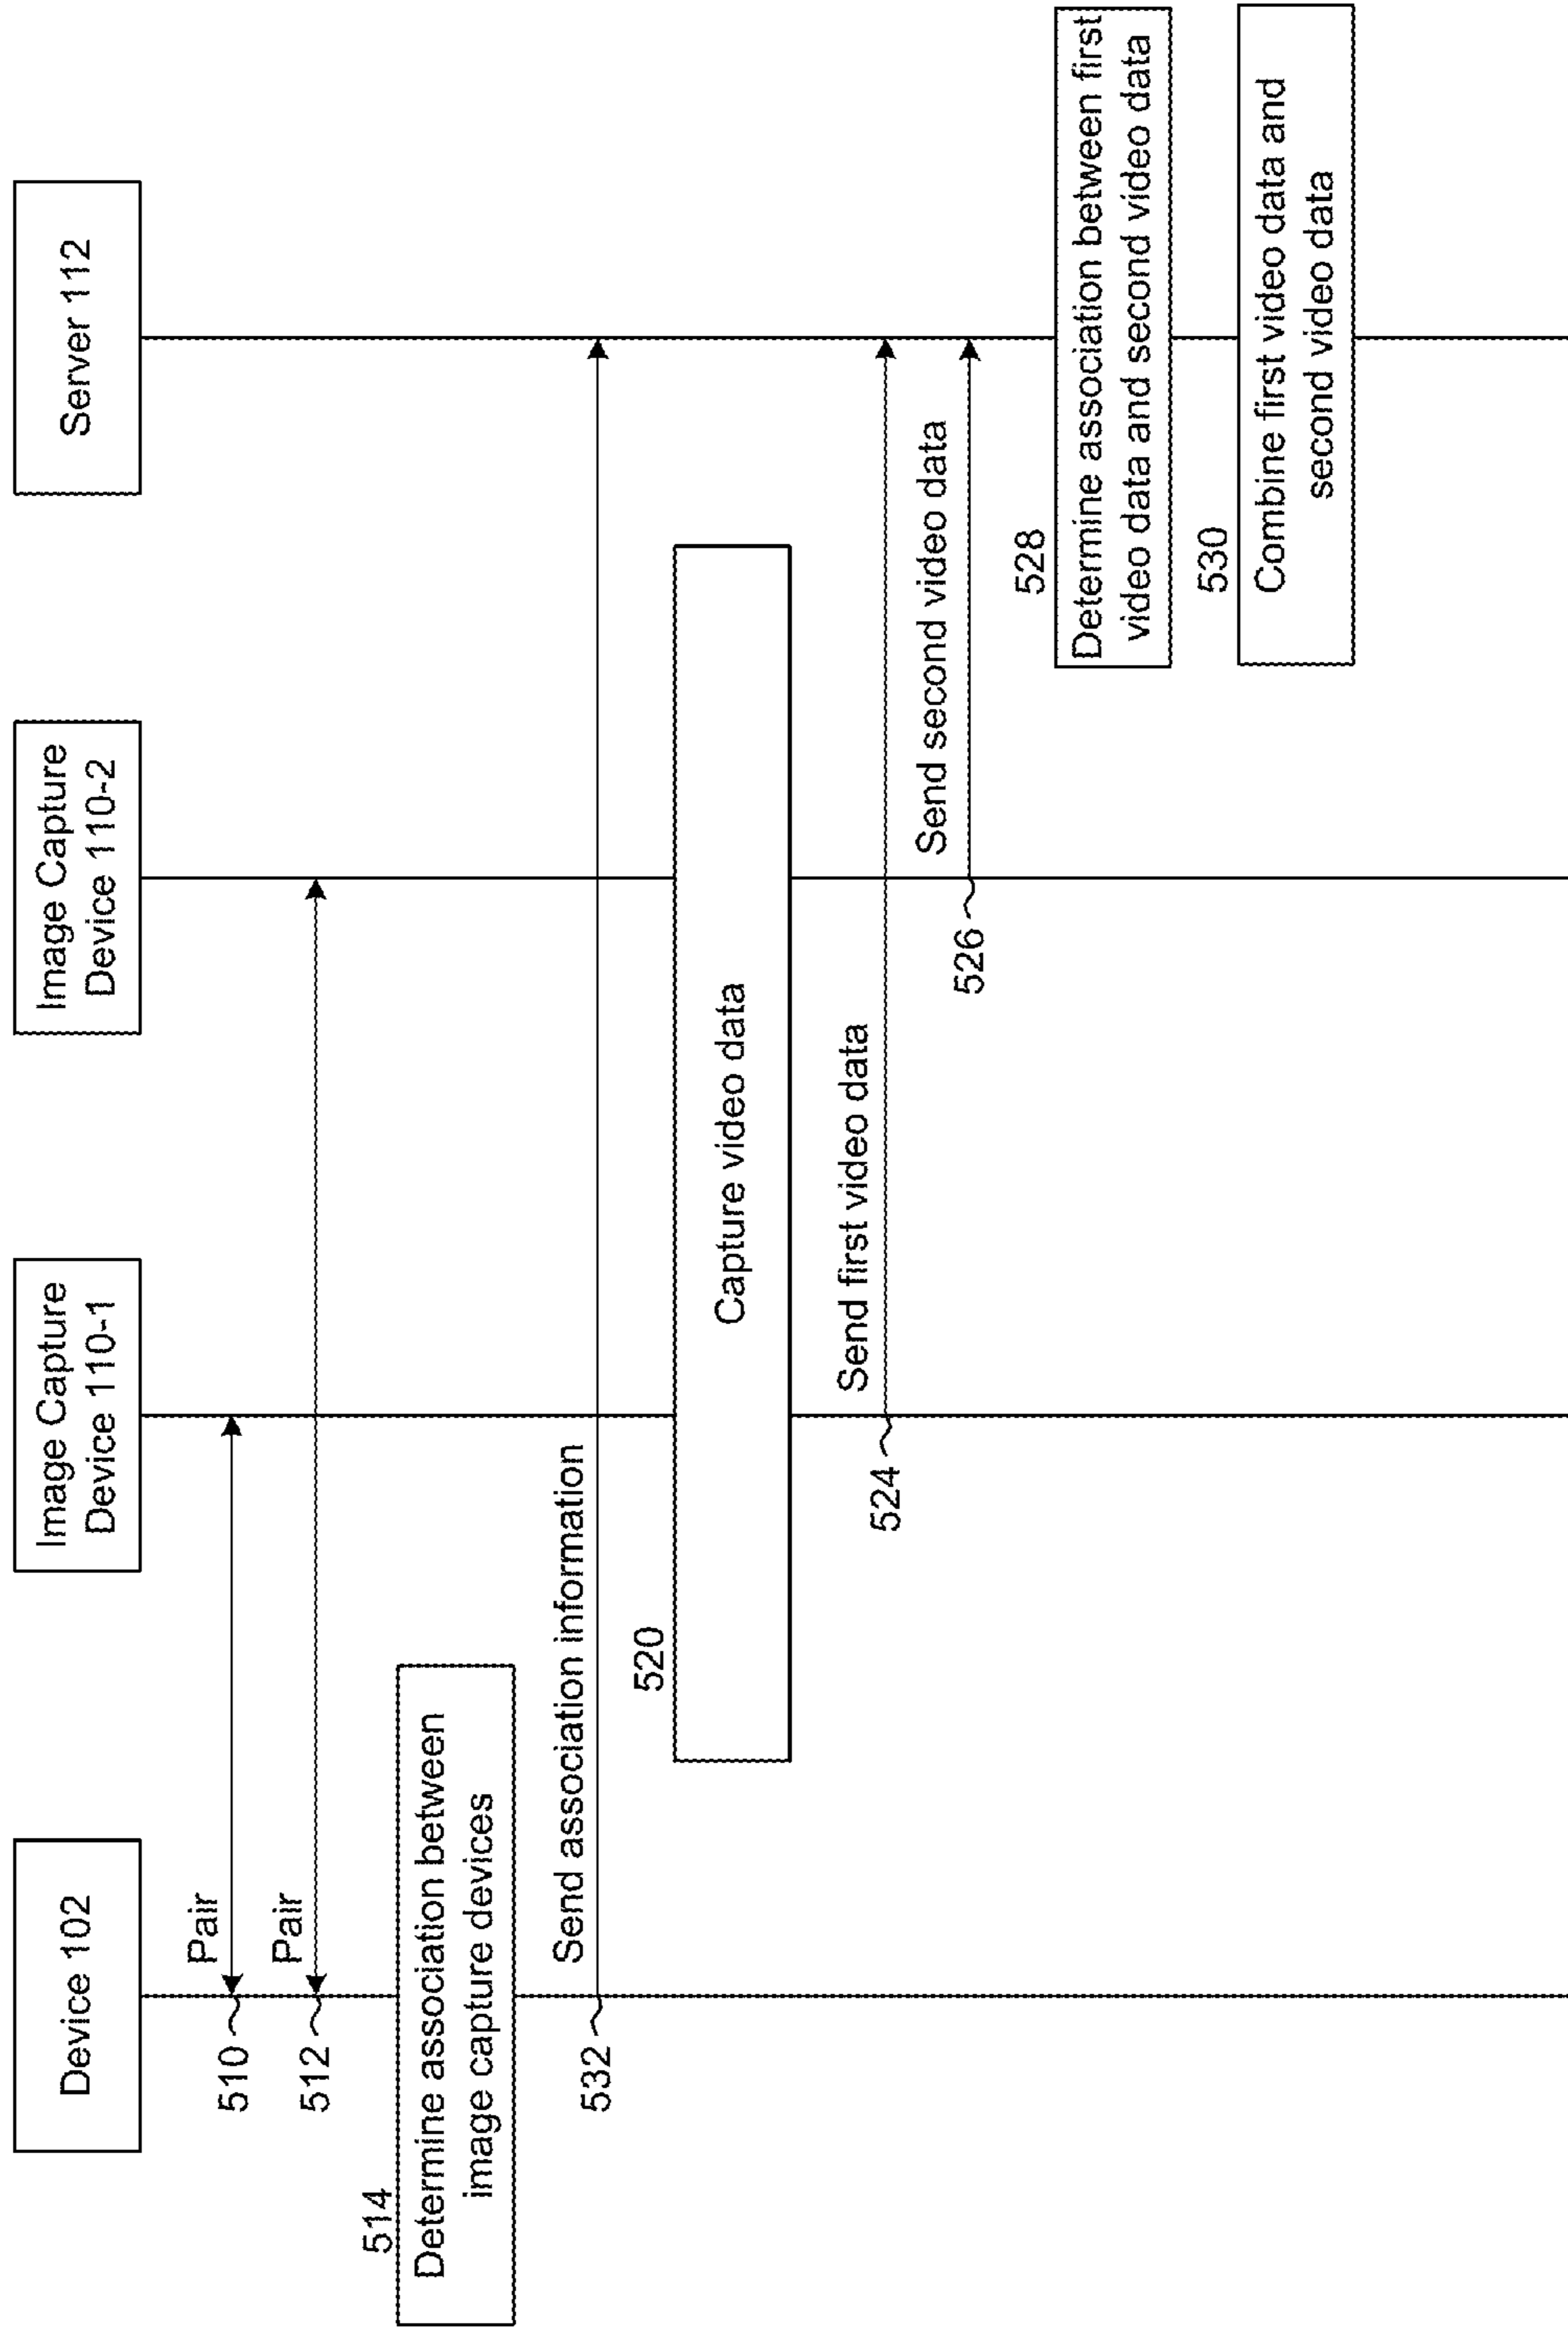 Device 102
Image Capture
Device 110-1
Image Capture
Device 110-2
Server 112
Pair
510
Pair
512
514
Determine association between
image capture devices
Send association information
532
520
Capture video data
Send first video data
524
Send second video data
526
528
Determine association between first
video data and second video data
530
Combine first video data and
second video data